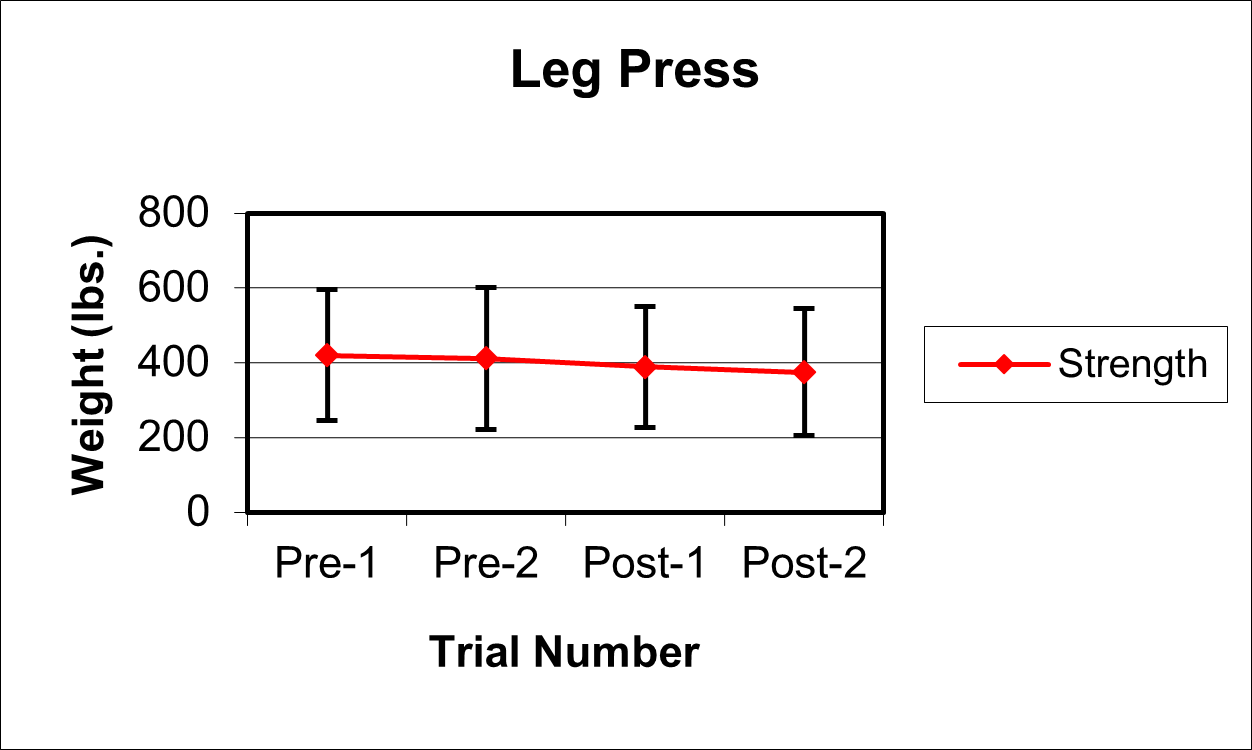 Leg Press
Weight (lbs.)
800
600
400
200
0
Pre-1 Pre-2 Post-1 Post-2
Trial Number
Strength